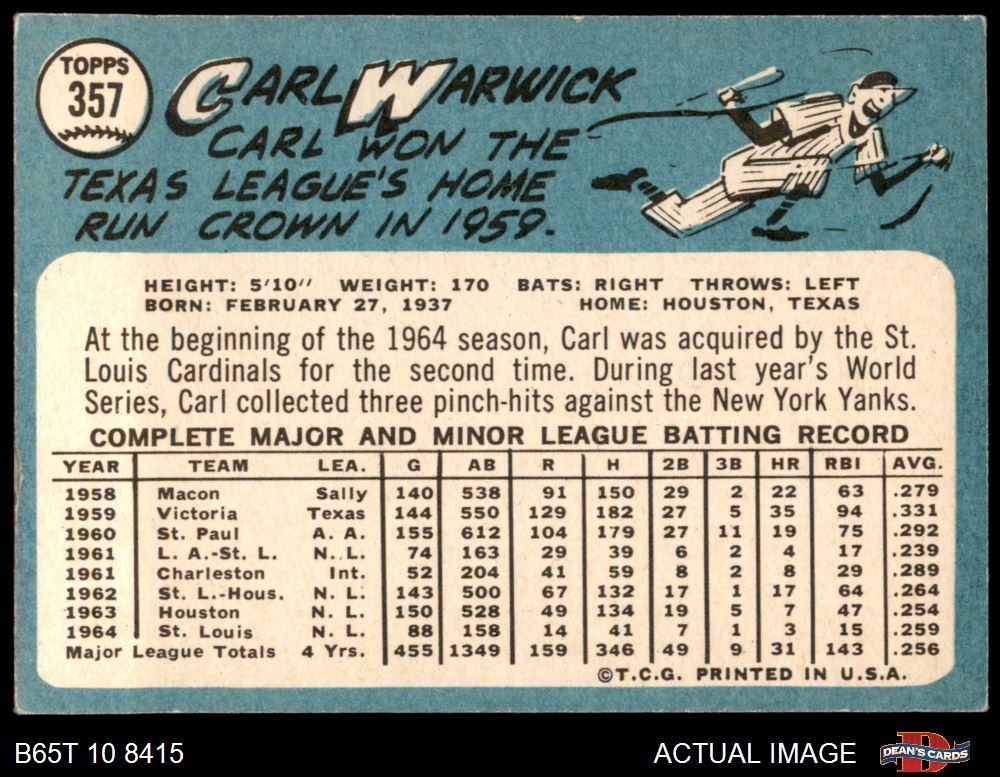 TOPPS
357
CARL WARWICK
CARL WON THE
TEXAS LEAGUE'S HOME
RUN CROWN IN 1959.
HEIGHT: 5'10" WEIGHT: 170 BATS: RIGHT THROWS: LEFT
BORN: FEBRUARY 27, 1937 HOME: HOUSTON, TEXAS
At the beginning of the 1964 season, Carl was acquired by the St.
Louis Cardinals for the second time. During last year's World
Series, Carl collected three pinch-hits against the New York Yanks.
COMPLETE MAJOR AND MINOR LEAGUE BATTING RECORD
YEAR TEAM LEA. G AB R H 2B 3B HR RBI AVG.
1958 Macon Sally 140 538 91 150 29 2 22 63 .279
1959 Victoria Texas 144 550 129 182 27 5 35 94 .331
1960 St. Paul A. A. 155 612 104 179 27 11 19 75 .292
1961 L. A.-St. L. N. L. 74 163 29 39 6 2 4 17 .239
1961 Charleston Int. 52 204 41 59 8 2 8 29 .289
1962 St. L.-Hous. N. L. 143 500 67 132 17 1 17 64 .264
1963 Houston N. L. 150 528 49 134 19 5 7 47 .254
1964 St. Louis N. L. 88 158 14 41 7 1 3 15 .259
Major League Totals 4 Yrs. 455 1349 159 346 49 9 31 143 .256
©T.C.G. PRINTED IN U.S.A.
B65T 10 8415 ACTUAL IMAGE D DEAN'S CARDS